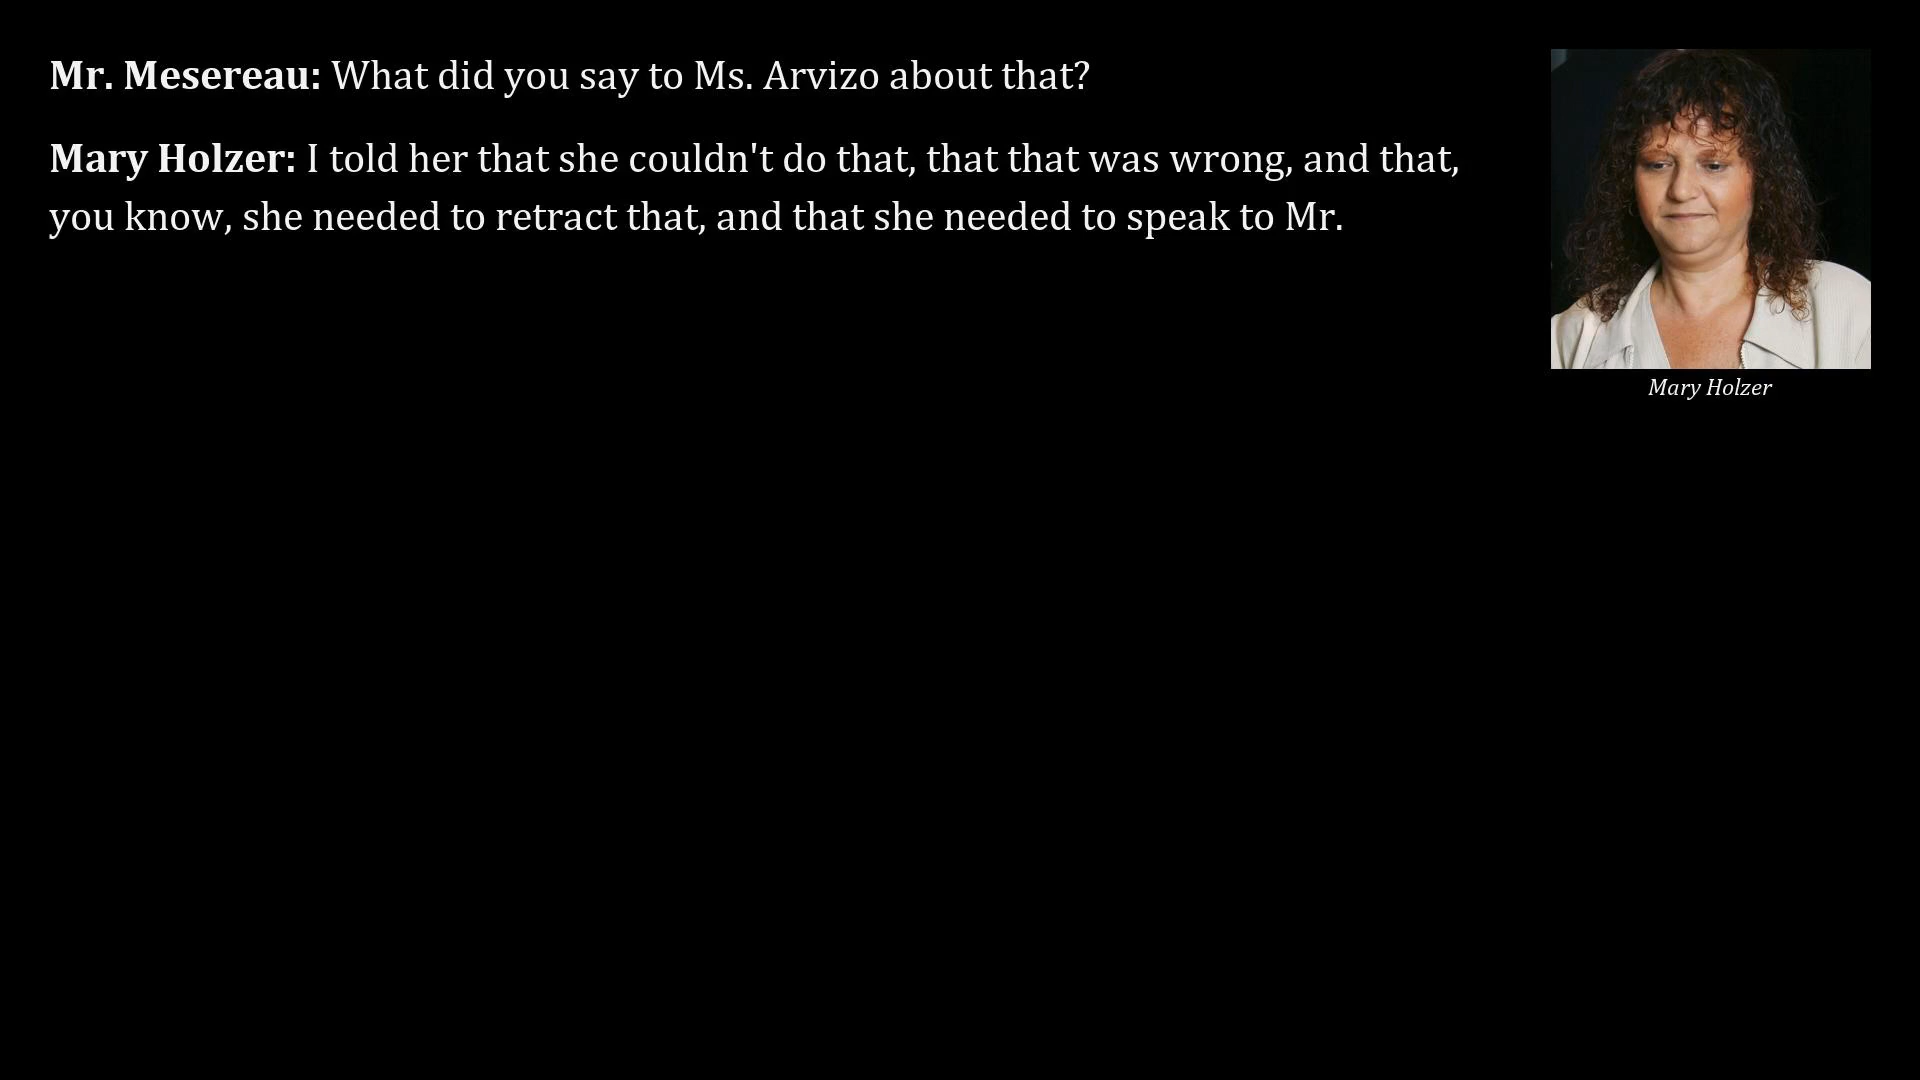 Mr. Mesereau: What did you say to Ms. Arvizo about that?
Mary Holzer: I told her that she couldn't do that, that that was wrong, and that,
you know, she needed to retract that, and that she needed to speak to Mr.
Mary Holzer